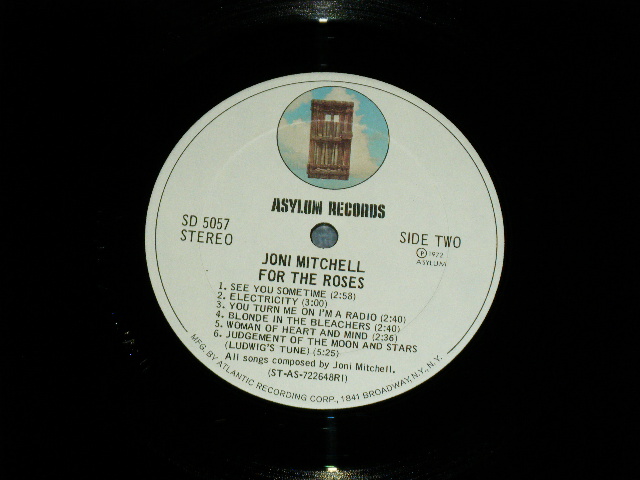 ASYLUM RECORDS
SD 5057
STEREO
SIDE TWO
Ⓟ 1972
ASYLUM
JONI MITCHELL
FOR THE ROSES
1. SEE YOU SOMETIME (2:58)
2. ELECTRICITY (3:00)
3. YOU TURN ME ON I'M A RADIO (2:40)
4. BLONDE IN THE BLEACHERS (2:40)
5. WOMAN OF HEART AND MIND (2:36)
6. JUDGEMENT OF THE MOON AND STARS
(LUDWIG'S TUNE) (5:25)
All songs composed by Joni Mitchell.
(ST-AS-722648R1)
MFG. BY ATLANTIC RECORDING CORP., 1841 BROADWAY, N.Y., N.Y.